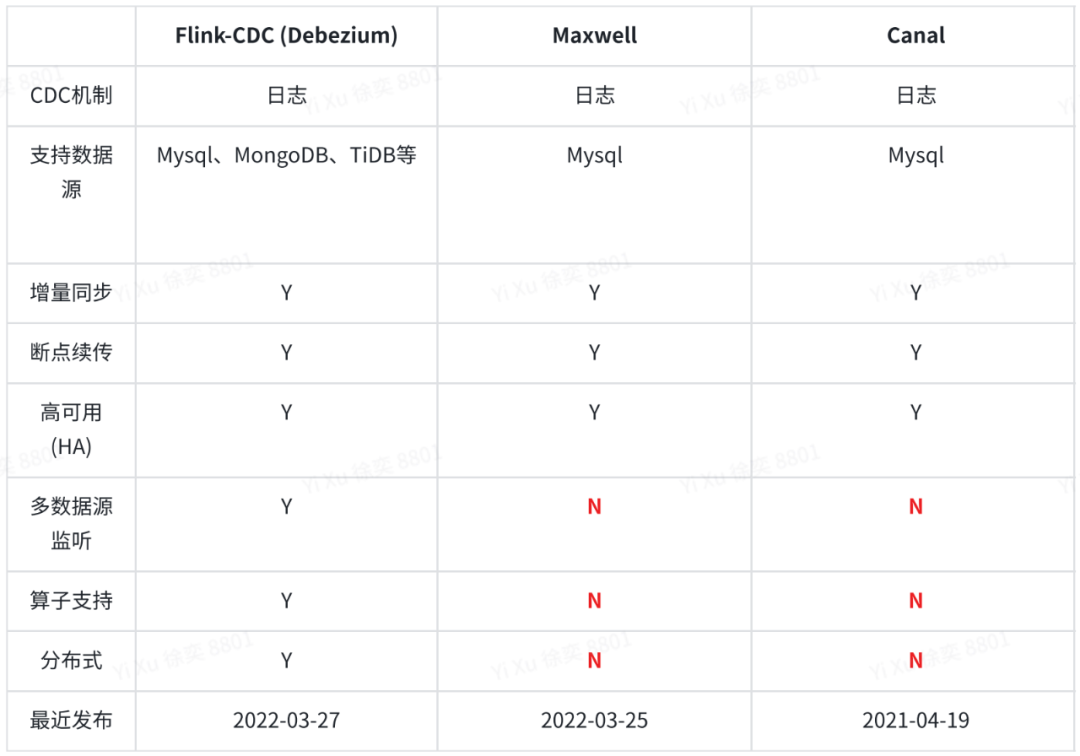 Flink-CDC (Debezium) Maxwell Canal
CDC机制 日志 日志 日志
支持数据 Mysql、MongoDB、TiDB等 Mysql Mysql
源
增量同步 Y Y Y
断点续传 Y Y Y
高可用 Y Y Y
(HA)
多数据源 Y N N
监听
算子支持 Y N N
分布式 Y N N
最近发布 2022-03-27 2022-03-25 2021-04-19
Yi Xu 徐奕 8801